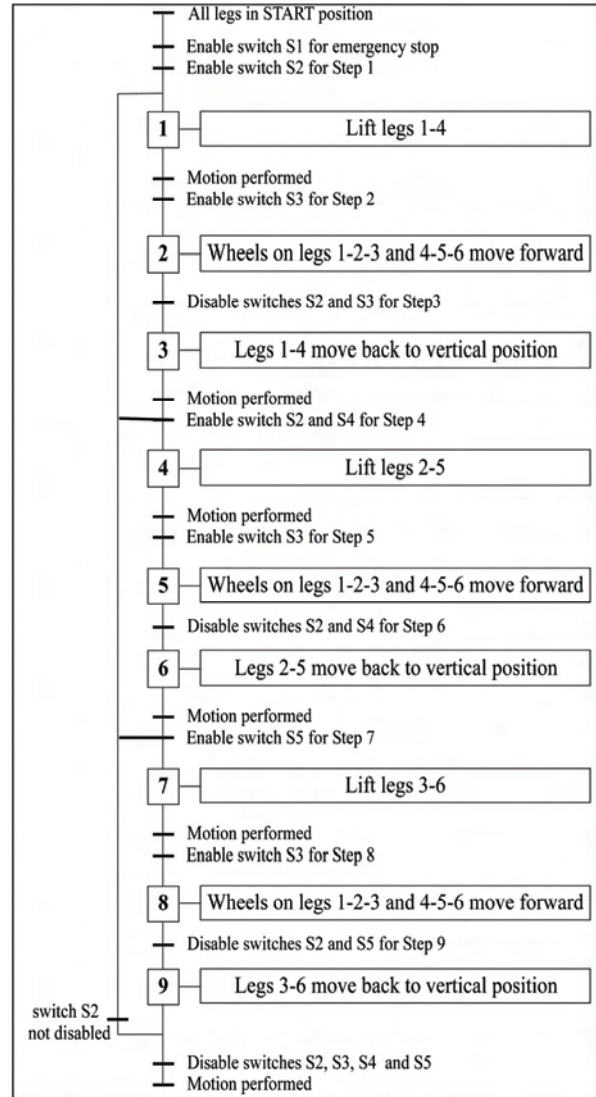 All legs in START position
Enable switch S1 for emergency stop
Enable switch S2 for Step 1
1
Lift legs 1-4
Motion performed
Enable switch S3 for Step 2
2
Wheels on legs 1-2-3 and 4-5-6 move forward
Disable switches S2 and S3 for Step3
3
Legs 1-4 move back to vertical position
Motion performed
Enable switch S2 and S4 for Step 4
4
Lift legs 2-5
Motion performed
Enable switch S3 for Step 5
5
Wheels on legs 1-2-3 and 4-5-6 move forward
Disable switches S2 and S4 for Step 6
6
Legs 2-5 move back to vertical position
Motion performed
Enable switch S5 for Step 7
7
Lift legs 3-6
Motion performed
Enable switch S3 for Step 8
8
Wheels on legs 1-2-3 and 4-5-6 move forward
Disable switches S2 and S5 for Step 9
9
Legs 3-6 move back to vertical position
switch S2
not disabled
Disable switches S2, S3, S4 and S5
Motion performed